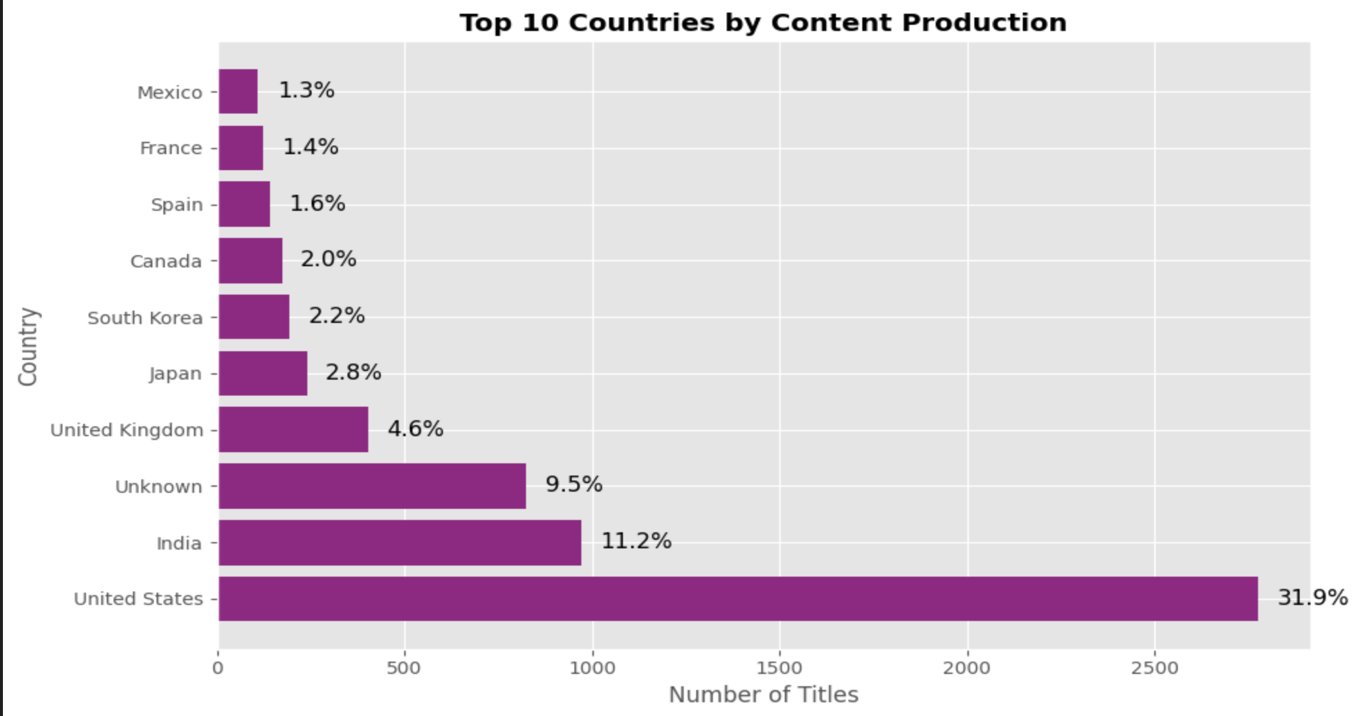 Top 10 Countries by Content Production
Country
Mexico 1.3%
France 1.4%
Spain 1.6%
Canada 2.0%
South Korea 2.2%
Japan 2.8%
United Kingdom 4.6%
Unknown 9.5%
India 11.2%
United States 31.9%
0 500 1000 1500 2000 2500
Number of Titles